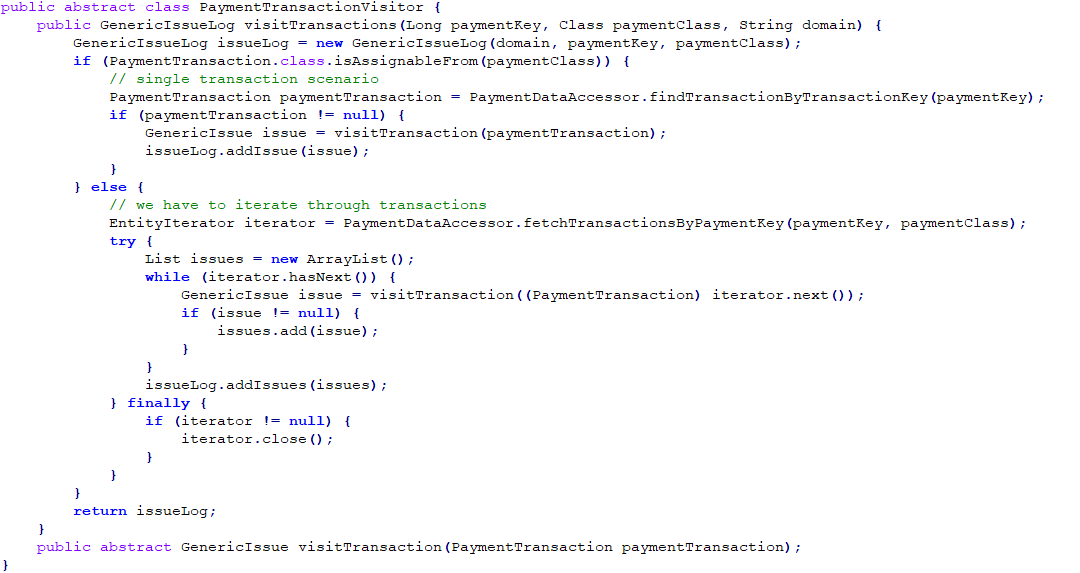 public abstract class PaymentTransactionVisitor {
    public GenericIssueLog visitTransactions(Long paymentKey, Class paymentClass, String domain) {
        GenericIssueLog issueLog = new GenericIssueLog(domain, paymentKey, paymentClass);
        if (PaymentTransaction.class.isAssignableFrom(paymentClass)) {
            // single transaction scenario
            PaymentTransaction paymentTransaction = PaymentDataAccessor.findTransactionByTransactionKey(paymentKey);
            if (paymentTransaction != null) {
                GenericIssue issue = visitTransaction(paymentTransaction);
                issueLog.addIssue(issue);
            }
        } else {
            // we have to iterate through transactions
            EntityIterator iterator = PaymentDataAccessor.fetchTransactionsByPaymentKey(paymentKey, paymentClass);
            try {
                List issues = new ArrayList();
                while (iterator.hasNext()) {
                    GenericIssue issue = visitTransaction((PaymentTransaction) iterator.next());
                    if (issue != null) {
                        issues.add(issue);
                    }
                }
                issueLog.addIssues(issues);
            } finally {
                if (iterator != null) {
                    iterator.close();
                }
            }
        }
        return issueLog;
    }
    public abstract GenericIssue visitTransaction(PaymentTransaction paymentTransaction);
}